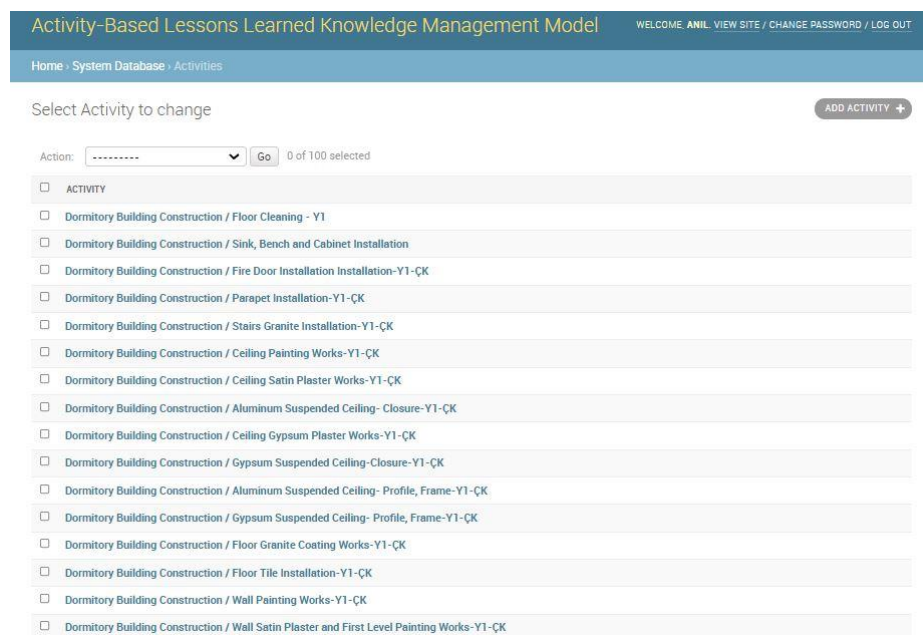 Activity-Based Lessons Learned Knowledge Management Model
WELCOME, ANIL. VIEW SITE / CHANGE PASSWORD / LOG OUT
Home › System Database › Activities
Select Activity to change
ADD ACTIVITY +
Action: --------- Go 0 of 100 selected
ACTIVITY
Dormitory Building Construction / Floor Cleaning - Y1
Dormitory Building Construction / Sink, Bench and Cabinet Installation
Dormitory Building Construction / Fire Door Installation Installation-Y1-ÇK
Dormitory Building Construction / Parapet Installation-Y1-ÇK
Dormitory Building Construction / Stairs Granite Installation-Y1-ÇK
Dormitory Building Construction / Ceiling Painting Works-Y1-ÇK
Dormitory Building Construction / Ceiling Satin Plaster Works-Y1-ÇK
Dormitory Building Construction / Aluminum Suspended Ceiling- Closure-Y1-ÇK
Dormitory Building Construction / Ceiling Gypsum Plaster Works-Y1-ÇK
Dormitory Building Construction / Gypsum Suspended Ceiling-Closure-Y1-ÇK
Dormitory Building Construction / Aluminum Suspended Ceiling- Profile, Frame-Y1-ÇK
Dormitory Building Construction / Gypsum Suspended Ceiling- Profile, Frame-Y1-ÇK
Dormitory Building Construction / Floor Granite Coating Works-Y1-ÇK
Dormitory Building Construction / Floor Tile Installation-Y1-ÇK
Dormitory Building Construction / Wall Painting Works-Y1-ÇK
Dormitory Building Construction / Wall Satin Plaster and First Level Painting Works-Y1-ÇK